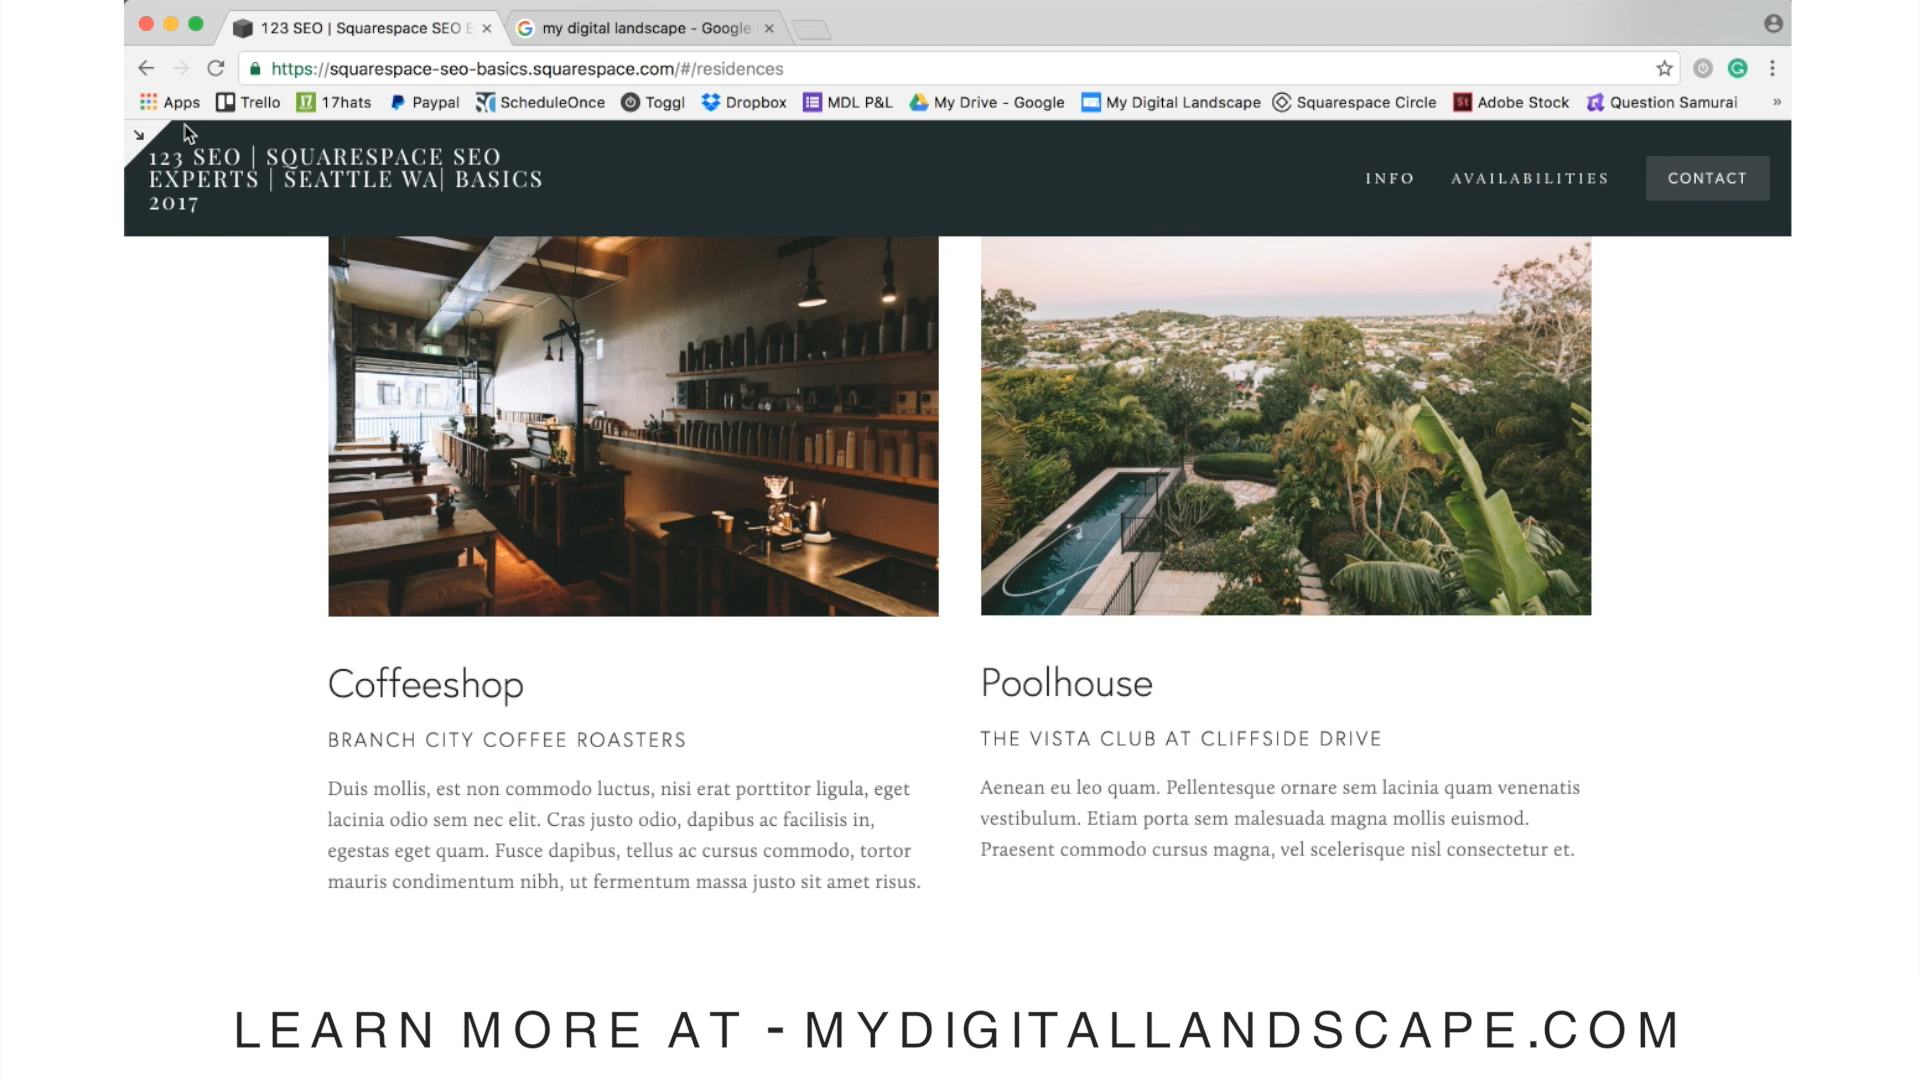 123 SEO | Squarespace SEO E
my digital landscape - Google
https://squarespace-seo-basics.squarespace.com/#/residences
Apps Trello 17hats Paypal ScheduleOnce Toggl Dropbox MDL P&L My Drive - Google My Digital Landscape Squarespace Circle Adobe Stock Question Samurai »
123 SEO | SQUARESPACE SEO
EXPERTS | SEATTLE WA| BASICS
2017
INFO AVAILABILITIES CONTACT
Coffeeshop
BRANCH CITY COFFEE ROASTERS
Duis mollis, est non commodo luctus, nisi erat porttitor ligula, eget
lacinia odio sem nec elit. Cras justo odio, dapibus ac facilisis in,
egestas eget quam. Fusce dapibus, tellus ac cursus commodo, tortor
mauris condimentum nibh, ut fermentum massa justo sit amet risus.
Poolhouse
THE VISTA CLUB AT CLIFFSIDE DRIVE
Aenean eu leo quam. Pellentesque ornare sem lacinia quam venenatis
vestibulum. Etiam porta sem malesuada magna mollis euismod.
Praesent commodo cursus magna, vel scelerisque nisl consectetur et.
LEARN MORE AT - MYDIGITALLANDSCAPE.COM